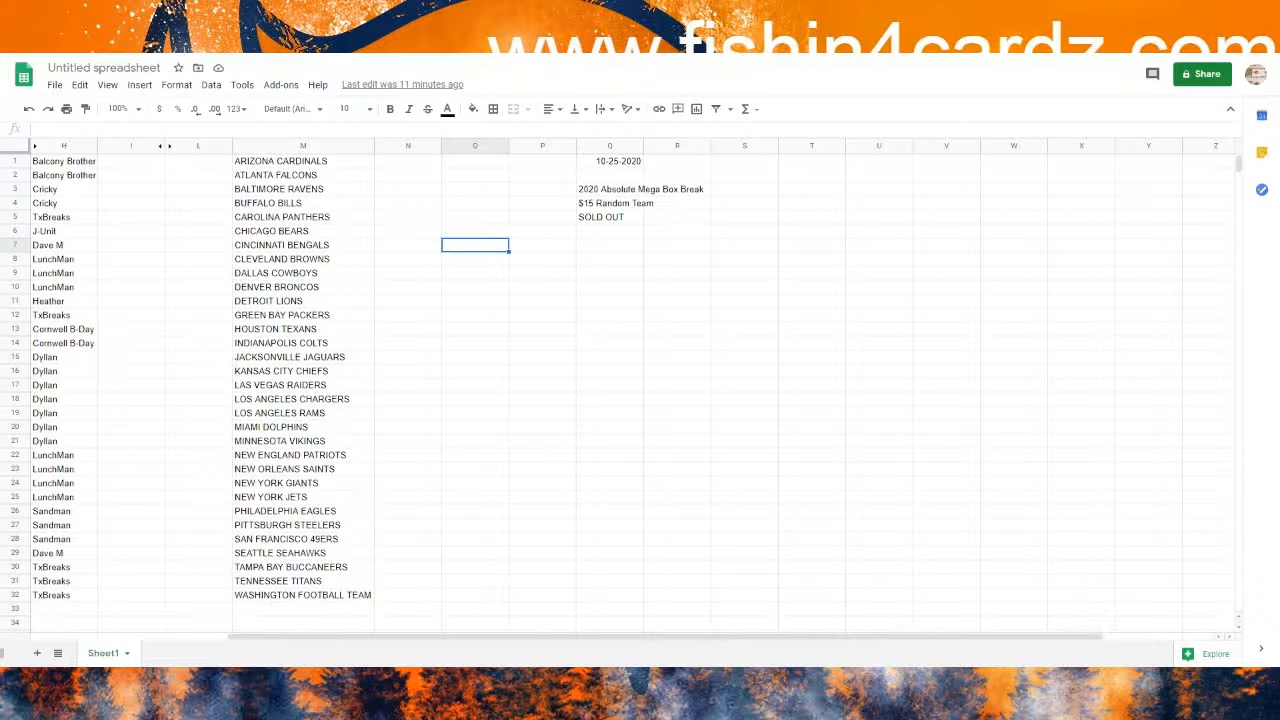 www.fishin4cardz.com
Untitled spreadsheet
Share
File Edit View Insert Format Data Tools Add-ons Help Last edit was 11 minutes ago
100% $ % .0 .00 123 Default (Ari... 10 B I S A Σ
fx
H I L M N O P Q R S T U V W X Y Z
1 Balcony Brother ARIZONA CARDINALS 10-25-2020
2 Balcony Brother ATLANTA FALCONS
3 Cricky BALTIMORE RAVENS 2020 Absolute Mega Box Break
4 Cricky BUFFALO BILLS $15 Random Team
5 TxBreaks CAROLINA PANTHERS SOLD OUT
6 J-Unit CHICAGO BEARS
7 Dave M CINCINNATI BENGALS
8 LunchMan CLEVELAND BROWNS
9 LunchMan DALLAS COWBOYS
10 LunchMan DENVER BRONCOS
11 Heather DETROIT LIONS
12 TxBreaks GREEN BAY PACKERS
13 Cornwell B-Day HOUSTON TEXANS
14 Cornwell B-Day INDIANAPOLIS COLTS
15 Dyllan JACKSONVILLE JAGUARS
16 Dyllan KANSAS CITY CHIEFS
17 Dyllan LAS VEGAS RAIDERS
18 Dyllan LOS ANGELES CHARGERS
19 Dyllan LOS ANGELES RAMS
20 Dyllan MIAMI DOLPHINS
21 Dyllan MINNESOTA VIKINGS
22 LunchMan NEW ENGLAND PATRIOTS
23 LunchMan NEW ORLEANS SAINTS
24 LunchMan NEW YORK GIANTS
25 LunchMan NEW YORK JETS
26 Sandman PHILADELPHIA EAGLES
27 Sandman PITTSBURGH STEELERS
28 Sandman SAN FRANCISCO 49ERS
29 Dave M SEATTLE SEAHAWKS
30 TxBreaks TAMPA BAY BUCCANEERS
31 TxBreaks TENNESSEE TITANS
32 TxBreaks WASHINGTON FOOTBALL TEAM
33
34
Sheet1 Explore